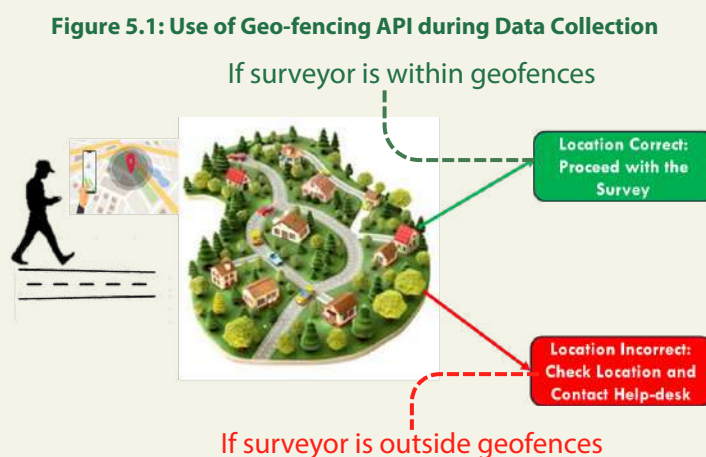 Figure 5.1: Use of Geo-fencing API during Data Collection
If surveyor is within geofences
Location Correct:
Proceed with the
Survey
Location Incorrect:
Check Location and
Contact Help-desk
If surveyor is outside geofences